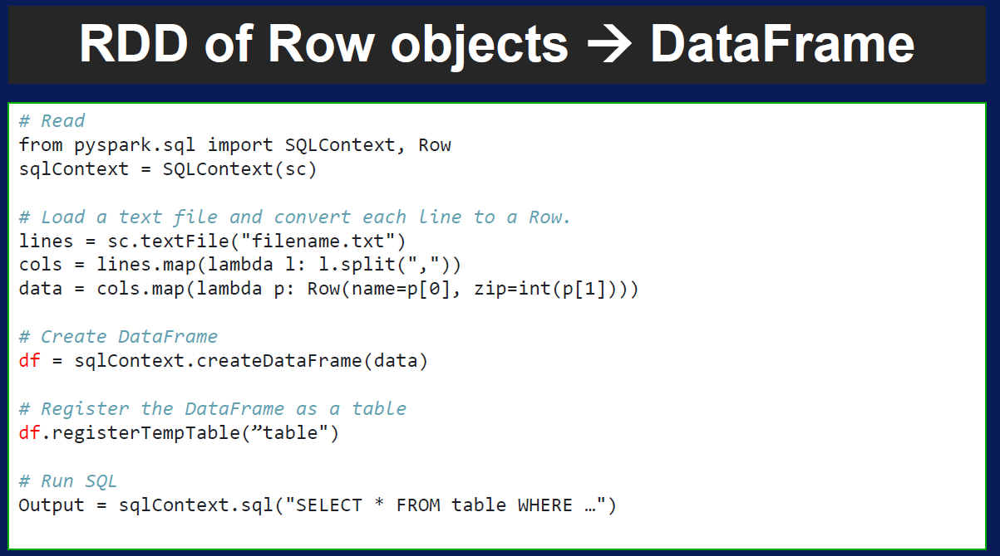 RDD of Row objects → DataFrame
# Read
from pyspark.sql import SQLContext, Row
sqlContext = SQLContext(sc)
# Load a text file and convert each line to a Row.
lines = sc.textFile("filename.txt")
cols = lines.map(lambda l: l.split(","))
data = cols.map(lambda p: Row(name=p[0], zip=int(p[1])))
# Create DataFrame
df = sqlContext.createDataFrame(data)
# Register the DataFrame as a table
df.registerTempTable(”table")
# Run SQL
Output = sqlContext.sql("SELECT * FROM table WHERE …")